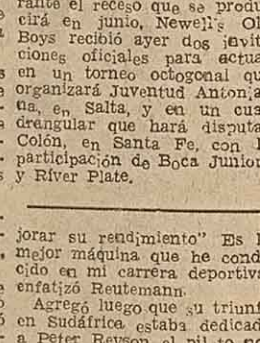 rante el receso que se produ
cirá en junio, Newell's Ol
Boys recibió ayer dos invit
ciones oficiales para actua
en un torneo octogonal qu
organizará Juventud Antonia
na, en Salta, y en un cua
drangular que hará disputa
Colón, en Santa Fe, con l
participación de Boca Junior
y River Plate.
jorar su rendimiento" Es l
mejor máquina que he cond
cido en mi carrera deportiva
enfatizó Reutemann.
Agregó luego que su triunf
en Sudáfrica estaba dedicad
a Peter Revson el